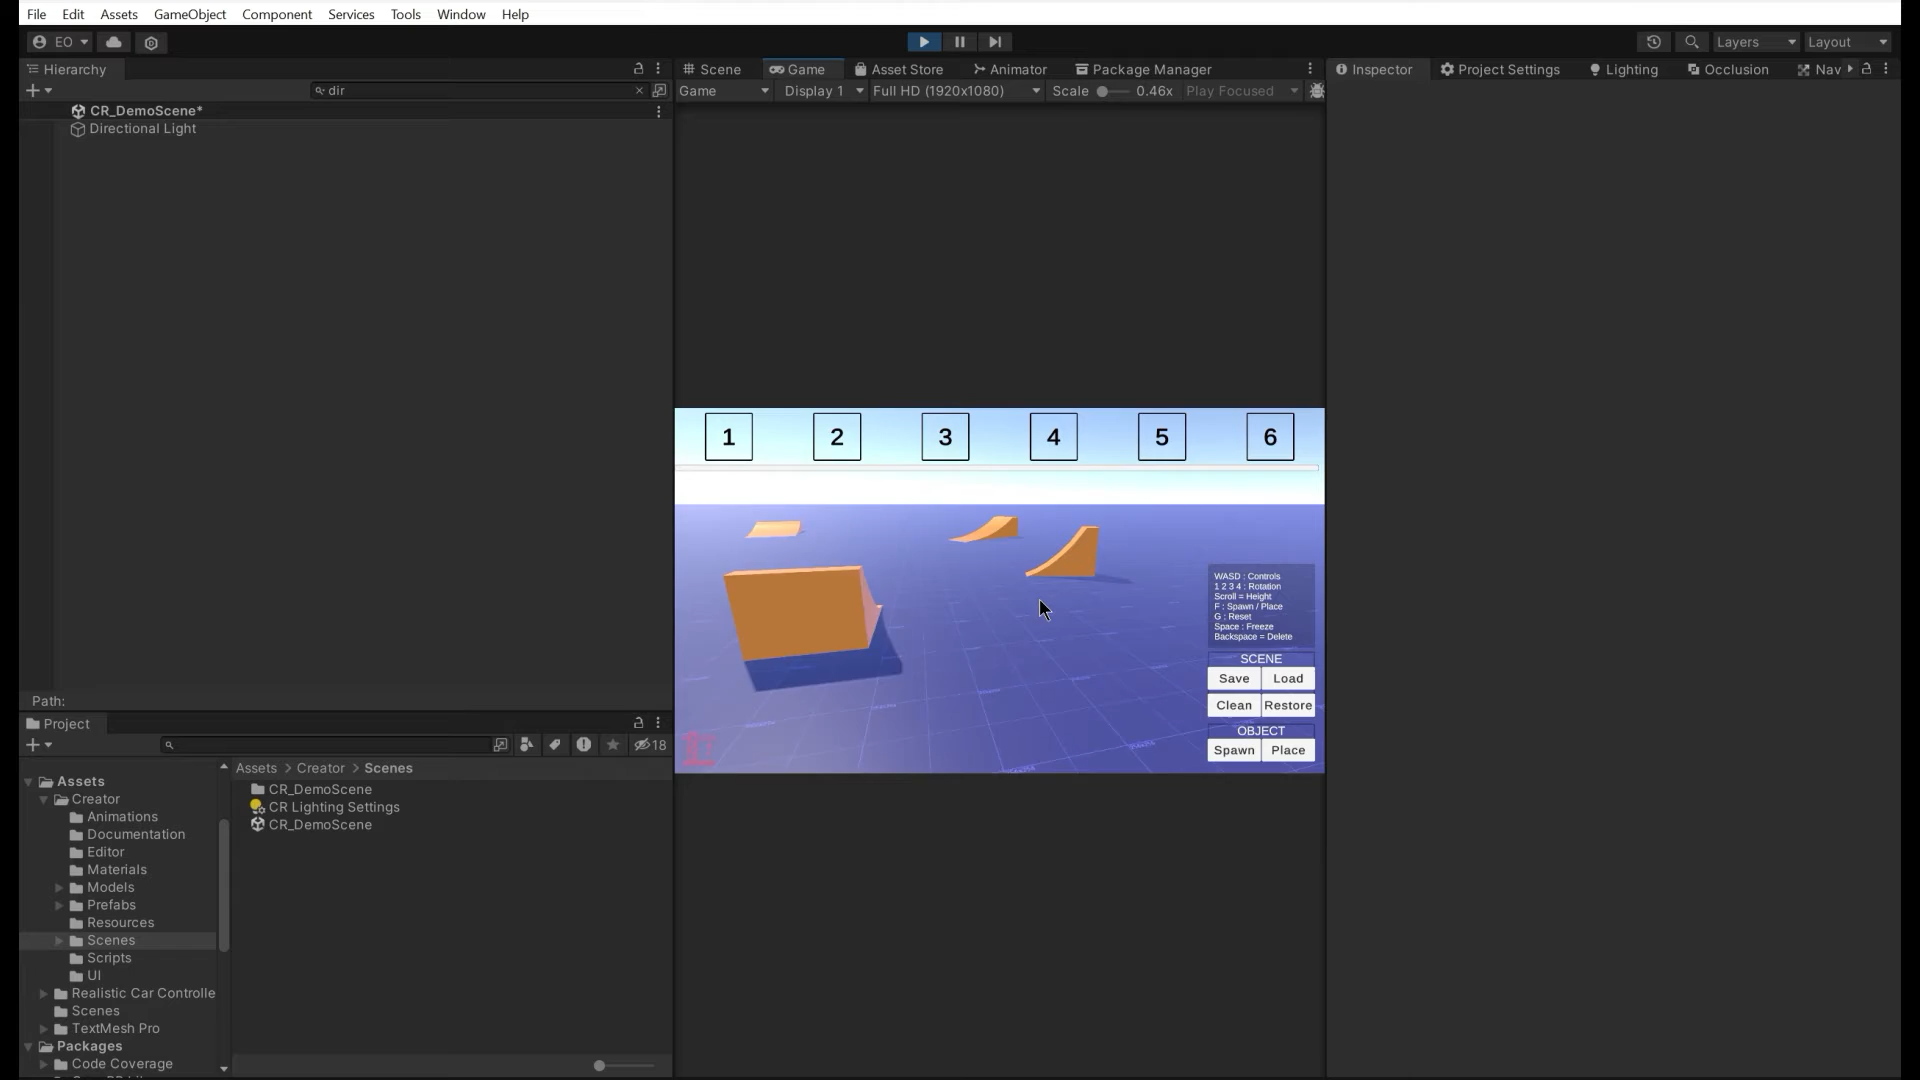 File Edit Assets GameObject Component Services Tools Window Help
EO Layers Layout
Hierarchy Scene Game Asset Store Animator Package Manager Inspector Project Settings Lighting Occlusion Nav
dir Game Display 1 Full HD (1920x1080) Scale 0.46x Play Focused
CR_DemoScene*
Directional Light
1 2 3 4 5 6
WASD : Controls
1 2 3 4 : Rotation
Scroll = Height
F : Spawn / Place
G : Reset
Space : Freeze
Backspace = Delete
SCENE
Save Load
Clean Restore
OBJECT
Spawn Place
Path:
Project
18
Assets > Creator > Scenes
CR_DemoScene
CR Lighting Settings
CR_DemoScene
Assets
Creator
Animations
Documentation
Editor
Materials
Models
Prefabs
Resources
Scenes
Scripts
UI
Realistic Car Controlle
Scenes
TextMesh Pro
Packages
Code Coverage